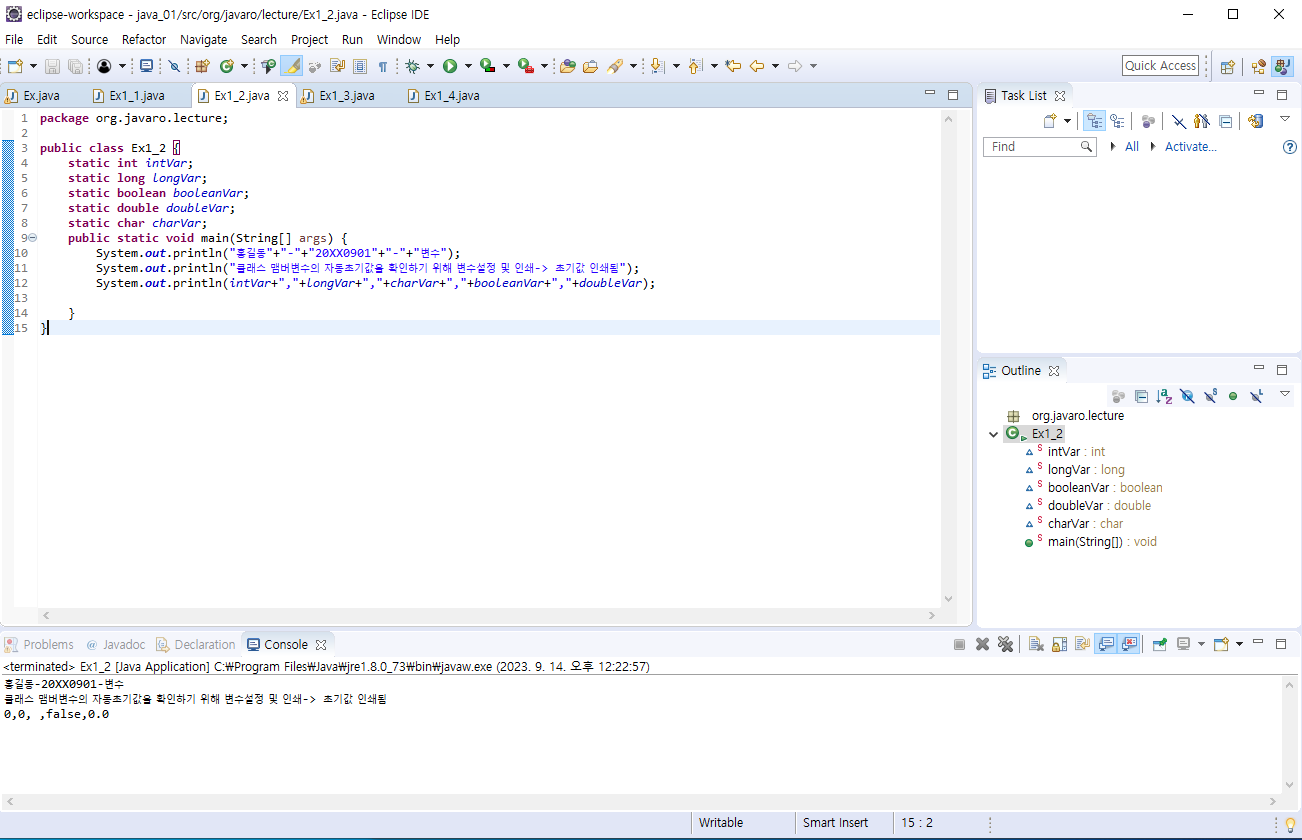 eclipse-workspace - java_01/src/org/javaro/lecture/Ex1_2.java - Eclipse IDE
File Edit Source Refactor Navigate Search Project Run Window Help
Quick Access
Ex.java Ex1_1.java Ex1_2.java Ex1_3.java Ex1_4.java
1 package org.javaro.lecture;
2
3 public class Ex1_2 {
4 static int intVar;
5 static long longVar;
6 static boolean booleanVar;
7 static double doubleVar;
8 static char charVar;
9 public static void main(String[] args) {
10 System.out.println("홍길동"+"-"+"20XX0901"+"-"+"변수");
11 System.out.println("클래스 맴버변수의 자동초기값을 확인하기 위해 변수설정 및 인쇄-> 초기값 인쇄됨");
12 System.out.println(intVar+","+longVar+","+charVar+","+booleanVar+","+doubleVar);
13
14 }
15 }
Task List
Find All Activate...
Outline
org.javaro.lecture
Ex1_2
intVar : int
longVar : long
booleanVar : boolean
doubleVar : double
charVar : char
main(String[]) : void
Problems @ Javadoc Declaration Console
<terminated> Ex1_2 [Java Application] C:₩Program Files₩Java₩jre1.8.0_73₩bin₩javaw.exe (2023. 9. 14. 오후 12:22:57)
홍길동-20XX0901-변수
클래스 맴버변수의 자동초기값을 확인하기 위해 변수설정 및 인쇄-> 초기값 인쇄됨
0,0, ,false,0.0
Writable Smart Insert 15 : 2